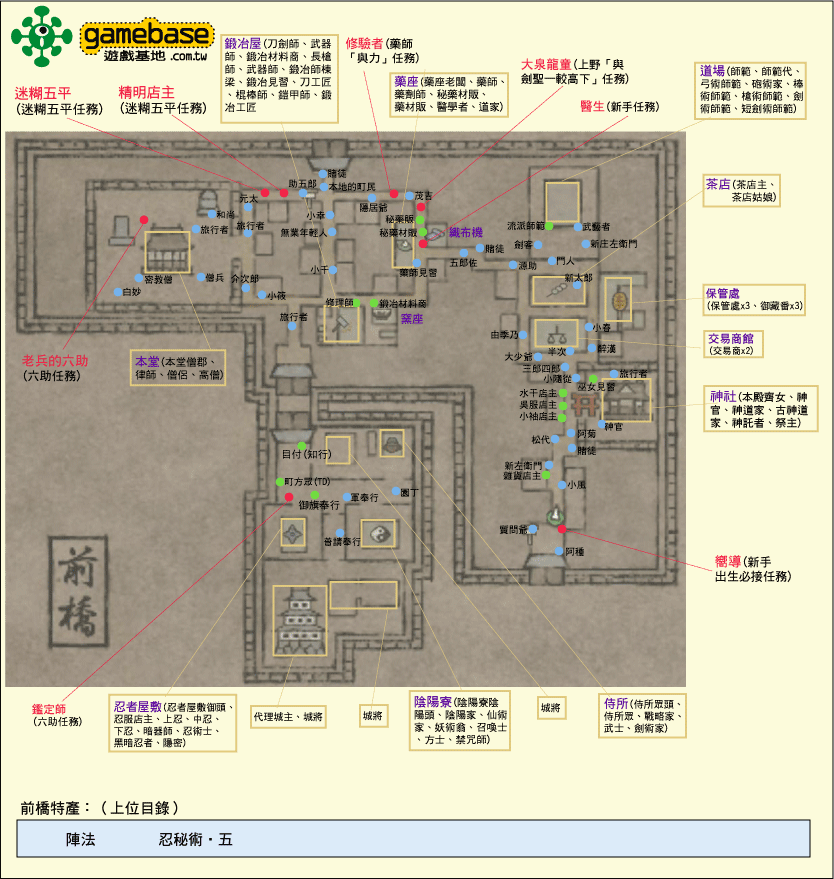 gamebase
遊戲基地 .com.tw
鍛冶屋(刀劍師、武器
師、鍛冶材料商、長槍
師、武器師、鍛冶師棟
梁、鍛冶見習、刀工匠
、棍棒師、鎧甲師、鍛
冶工匠
修驗者(藥師
「與力」任務)
藥座(藥座老闆、藥師、
藥劑師、秘藥材販、
藥材販、醫學者、道家)
大泉龍童(上野「與
劍聖一較高下」任務)
醫生(新手任務)
道場(師範、師範代、
弓術師範、砲術家、棒
術師範、槍術師範、劍
術師範、短劍術師範)
迷糊五平
(迷糊五平任務)
精明店主
(迷糊五平任務)
茶店(茶店主、
茶店姑娘)
保管處
(保管處x3、御藏番x3)
交易商館
(交易商x2)
神社(本殿齋女、神
官、神道家、古神道
家、神託者、祭主)
賭徒
助五郎
本地的町民
元太
隱居爺
茂吉
和尚
旅行者
旅行者
小幸
無業年輕人
秘藥販
秘藥材販
織布機
流派師範
武藝者
劍客
新庄左衛門
賭徒
五郎佐
源助
門人
藥師見習
新太郎
小千
密教僧
僧兵
介次郎
白妙
小筱
旅行者
修理師
鍛冶材料商
窯座
小春
由季乃
半次
醉漢
大少爺
三郎四郎
小隨從
旅行者
巫女見習
水干店主
吳服店主
小袖店主
神官
阿菊
松代
賭徒
新左衛門
雜貨店主
小風
質問爺
阿種
老兵的六助
(六助任務)
本堂(本堂僧郡、
律師、僧侶、高僧)
目付(知行)
町方眾(TD)
御旗奉行
軍奉行
園丁
普請奉行
前橋
嚮導(新手
出生必接任務)
鑑定師
(六助任務)
忍者屋敷(忍者屋敷御頭、
忍服店主、上忍、中忍、
下忍、暗器師、忍術士、
黑暗忍者、隱密)
代理城主、城將
城將
陰陽寮(陰陽寮陰
陽頭、陰陽家、仙術
家、妖術翁、召喚士
、方士、禁咒師)
城將
侍所(侍所眾頭、
侍所眾、戰略家、
武士、劍術家)
前橋特產：（上位目錄）
陣法 忍秘術・五